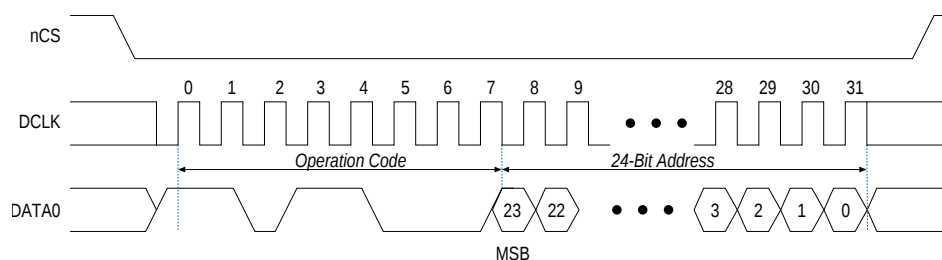 nCS
0 1 2 3 4 5 6 7 8 9 28 29 30 31
DCLK
Operation Code 24-Bit Address
DATA0 23 22 3 2 1 0
MSB